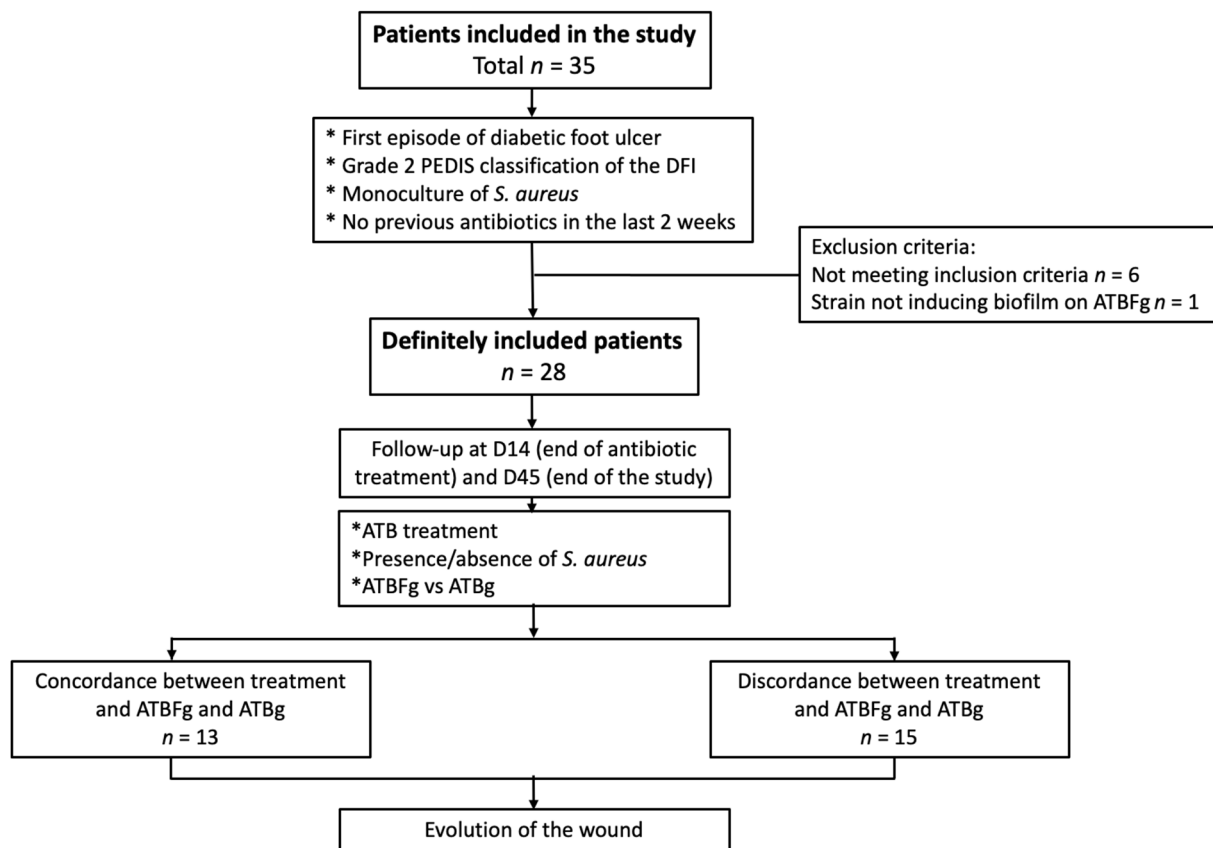 Patients included in the study
Total n = 35
* First episode of diabetic foot ulcer
* Grade 2 PEDIS classification of the DFI
* Monoculture of S. aureus
* No previous antibiotics in the last 2 weeks
Exclusion criteria:
Not meeting inclusion criteria n = 6
Strain not inducing biofilm on ATBFg n = 1
Definitely included patients
n = 28
Follow-up at D14 (end of antibiotic
treatment) and D45 (end of the study)
*ATB treatment
*Presence/absence of S. aureus
*ATBFg vs ATBg
Concordance between treatment
and ATBFg and ATBg
n = 13
Discordance between treatment
and ATBFg and ATBg
n = 15
Evolution of the wound